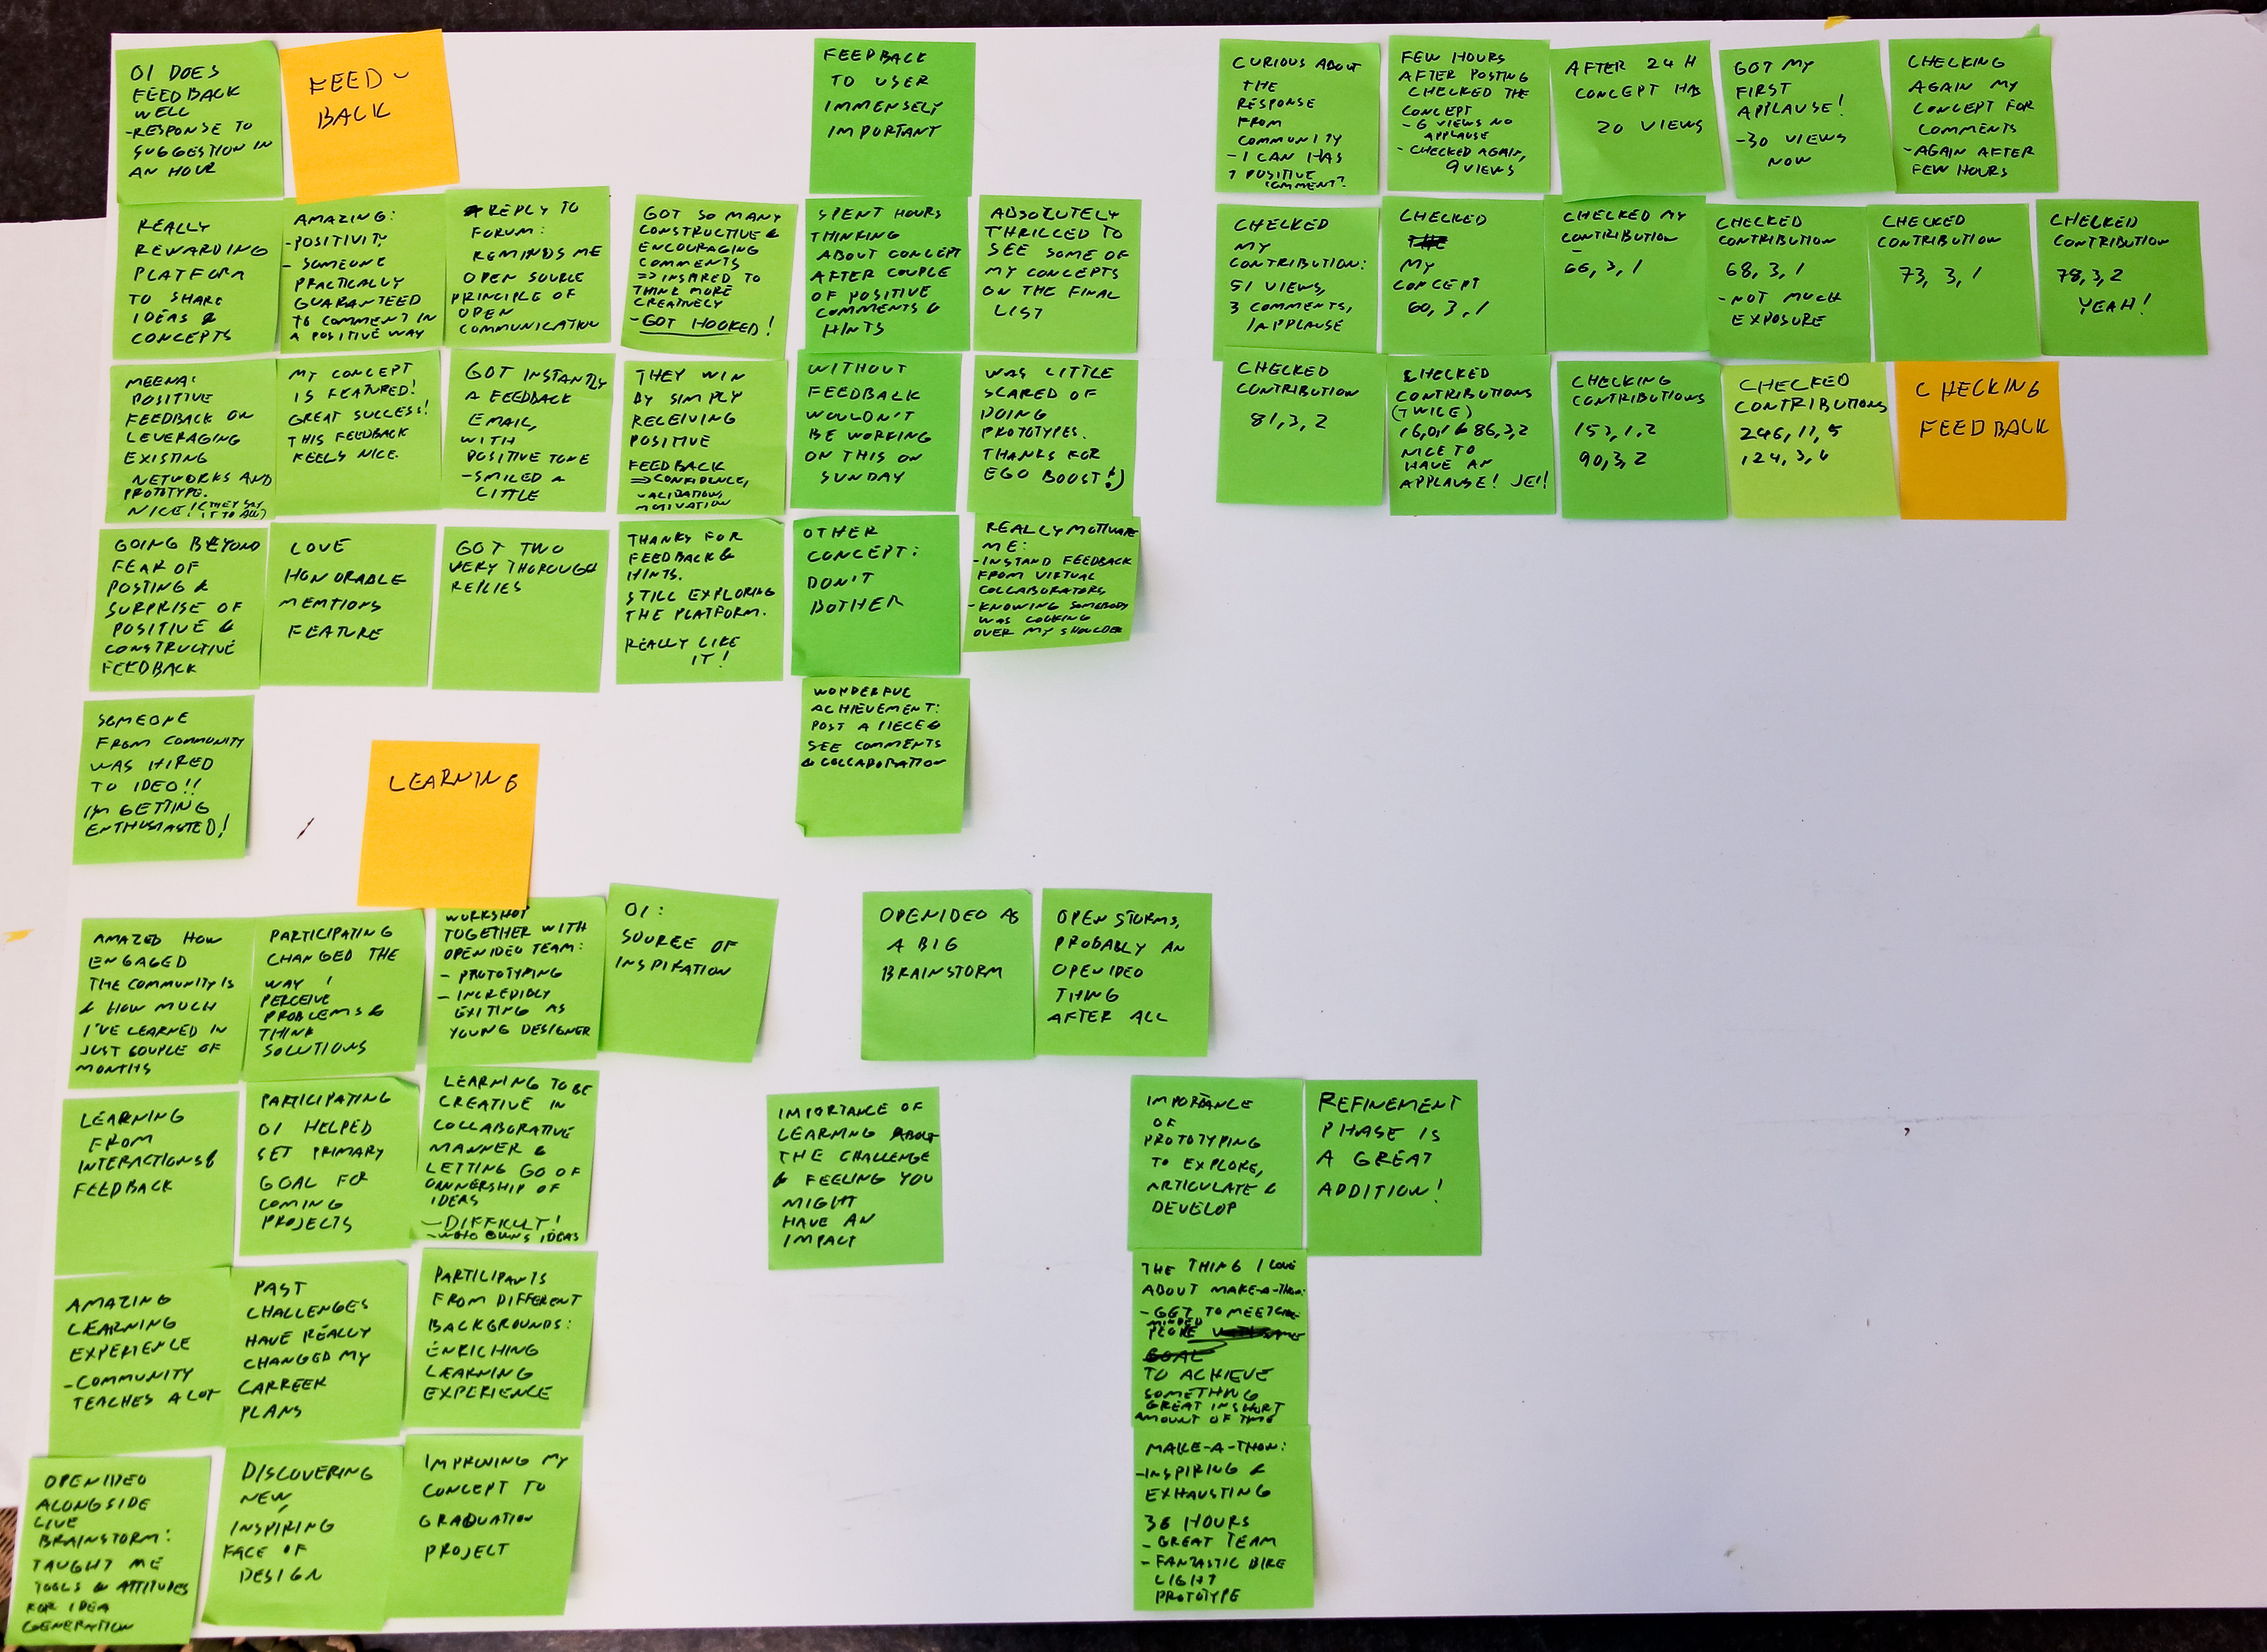 OI DOES
FEEDBACK
WELL
-RESPONSE TO
SUGGESTION IN
AN HOUR
FEED-
BACK
FEEDBACK
TO USER
IMMENSELY
IMPORTANT
REALLY
REWARDING
PLATFORM
TO SHARE
IDEAS &
CONCEPTS
AMAZING:
-POSITIVITY
- SOMEONE
PRACTICALLY
GUARANTEED
TO COMMENT IN
A POSITIVE WAY
REPLY TO
FORUM:
REMINDS ME
OPEN SOURCE
PRINCIPLE OF
OPEN
COMMUNICATION
GOT SO MANY
CONSTRUCTIVE &
ENCOURAGING
COMMENTS
=> INSPIRED TO
THINK MORE
CREATIVELY
-GOT HOOKED!
SPENT HOURS
THINKING
ABOUT CONCEPT
AFTER COUPLE
OF POSITIVE
COMMENTS &
HINTS
ABSOLUTELY
THRILLED TO
SEE SOME OF
MY CONCEPTS
ON THE FINAL
LIST
MEENA:
POSITIVE
FEEDBACK ON
LEVERAGING
EXISTING
NETWORKS AND
PROTOTYPE.
NICE! (THEY SAY
IT TO ALL)
MY CONCEPT
IS FEATURED!
GREAT SUCCESS!
THIS FEEDBACK
FEELS NICE.
GOT INSTANTLY
A FEEDBACK
EMAIL,
WITH
POSITIVE TONE
-SMILED A
LITTLE
THEY WIN
BY SIMPLY
RECEIVING
POSITIVE
FEEDBACK
=> CONFIDENCE,
VALIDATION,
MOTIVATION
WITHOUT
FEEDBACK
WOULDN'T
BE WORKING
ON THIS ON
SUNDAY
WAS LITTLE
SCARED OF
DOING
PROTOTYPES.
THANKS FOR
EGO BOOST :)
GOING BEYOND
FEAR OF
POSTING &
SURPRISE OF
POSITIVE &
CONSTRUCTIVE
FEEDBACK
LOVE
HONORABLE
MEMTIONS
FEATURE
GOT TWO
VERY THOROUGH
REPLIES
THANKS FOR
FEEDBACK &
HINTS.
STILL EXPLORING
THE PLATFORM.
REALLY LIKE
IT!
OTHER
CONCEPT:
DON'T
BOTHER
REALLY MOTIVATE
ME:
-INSTAND FEEDBACK
FROM VIRTUAL
COLLABORATORS
-KNOWING SOMEBODY
WAS LOOKING
OVER MY SHOULDER
SOMEONE
FROM COMMUNITY
WAS HIRED
TO IDEO!!
I'M GETTING
ENTHUSIASTED!
WONDERFUL
ACHIEVEMENT:
POST A PIECE &
SEE COMMENTS
& COLLABORATION
CURIOUS ABOUT
THE
RESPONSE
FROM
COMMUNITY
-I CAN HAS
1 POSITIVE
COMMENT?
FEW HOURS
AFTER POSTING
CHECKED THE
CONCEPT
- 6 VIEWS NO
APPLAUSE
- CHECKED AGAIN,
9 VIEWS
AFTER 24 H
CONCEPT HAS
20 VIEWS
GOT MY
FIRST
APPLAUSE!
-30 VIEWS
NOW
CHECKING
AGAIN MY
CONCEPT FOR
COMMENTS
-AGAIN AFTER
FEW HOURS
CHECKED
MY
CONTRIBUTION:
51 VIEWS,
3 COMMENTS,
1 APPLAUSE
CHECKED
THE
MY
CONCEPT
60, 3, 1
CHECKED MY
CONTRIBUTION
66, 3, 1
CHECKED
CONTRIBUTION
68, 3, 1
-NOT MUCH
EXPOSURE
CHECKED
CONTRIBUTION
73, 3, 1
CHECKED
CONTRIBUTION
78, 3, 2
YEAH!
CHECKED
CONTRIBUTION
81, 3, 2
CHECKED
CONTRIBUTIONS
(TWICE)
16,0,1 & 86,3,2
NICE TO
HAVE AN
APPLAUSE! JEI!
CHECKING
CONTRIBUTIONS
153, 1, 2
90, 3, 2
CHECKED
CONTRIBUTIONS
246, 11, 5
124, 3, 6
CHECKING
FEEDBACK
LEARNING
AMAZED HOW
ENGAGED
THE COMMUNITY IS
& HOW MUCH
I'VE LEARNED IN
JUST COUPLE OF
MONTHS
PARTICIPATING
CHANGED THE
WAY I
PERCEIVE
PROBLEMS &
THINK
SOLUTIONS
WORKSHOP
TOGETHER WITH
OPENIDEO TEAM:
- PROTOTYPING
- INCREDIBLY
EXITING AS
YOUNG DESIGNER
OI:
SOURCE OF
INSPIRATION
OPENIDEO AS
A BIG
BRAINSTORM
OPEN STORMS,
PROBABLY AN
OPENIDEO
THING
AFTER ALL
LEARNING
FROM
INTERACTIONS &
FEEDBACK
PARTICIPATING
OI HELPED
SET PRIMARY
GOAL FOR
COMING
PROJECTS
LEARNING TO BE
CREATIVE IN
COLLABORATIVE
MANNER &
LETTING GO OF
OWNERSHIP OF
IDEAS
- DIFFICULT!
- WHO OWNS IDEAS
IMPORTANCE OF
LEARNING ABOUT
THE CHALLENGE
& FEELING YOU
MIGHT
HAVE AN
IMPACT
IMPORTANCE
OF
PROTOTYPING
TO EXPLORE,
ARTICULATE &
DEVELOP
REFINEMENT
PHASE IS
A GREAT
ADDITION!
AMAZING
LEARNING
EXPERIENCE
-COMMUNITY
TEACHES A LOT
PAST
CHALLENGES
HAVE REALLY
CHANGED MY
CARREER
PLANS
PARTICIPANTS
FROM DIFFERENT
BACKGROUNDS:
ENRICHING
LEARNING
EXPERIENCE
THE THING I LOVE
ABOUT MAKE-A-THON:
- GET TO MEET LIKE
MINDED
PEOPLE
GOAL
TO ACHIEVE
SOMETHING
GREAT IN SHORT
AMOUNT OF TIME
OPENIDEO
ALONGSIDE
LIVE
BRAINSTORM:
TAUGHT ME
TOOLS & ATTITUDES
FOR IDEA
GENERATION
DISCOVERING
NEW,
INSPIRING
FACE OF
DESIGN
IMPROVING MY
CONCEPT TO
GRADUATION
PROJECT
MAKE-A-THON:
-INSPIRING &
EXHAUSTING
36 HOURS
- GREAT TEAM
- FANTASTIC BIKE
LIGHT
PROTOTYPE